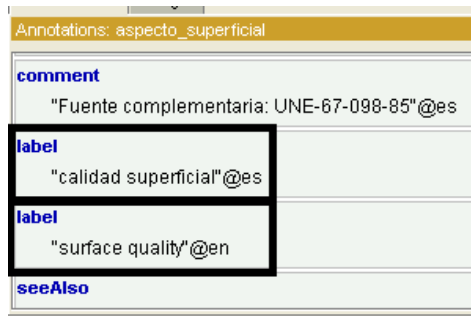 Annotations: aspecto_superficial
comment
"Fuente complementaria: UNE-67-098-85"@es
label
"calidad superficial"@es
label
"surface quality"@en
seeAlso